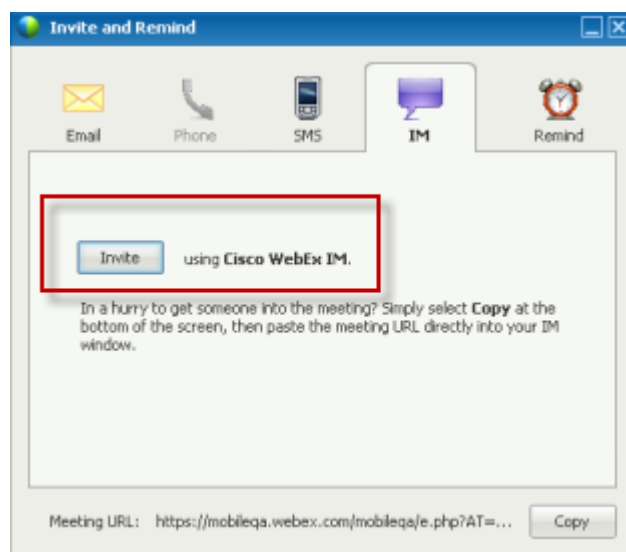 Invite and Remind
Email Phone SMS IM Remind
Invite using Cisco WebEx IM.
In a hurry to get someone into the meeting? Simply select Copy at the
bottom of the screen, then paste the meeting URL directly into your IM
window.
Meeting URL: https://mobileqa.webex.com/mobileqa/e.php?AT=... Copy